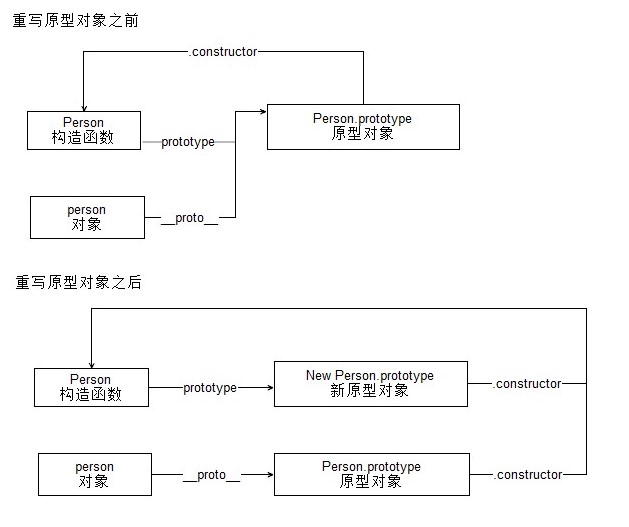 重写原型对象之前
.constructor
Person
构造函数
prototype
Person.prototype
原型对象
person
对象
__proto__
重写原型对象之后
Person
构造函数
prototype
New Person.prototype
新原型对象
.constructor
person
对象
__proto__
Person.prototype
原型对象
.constructor